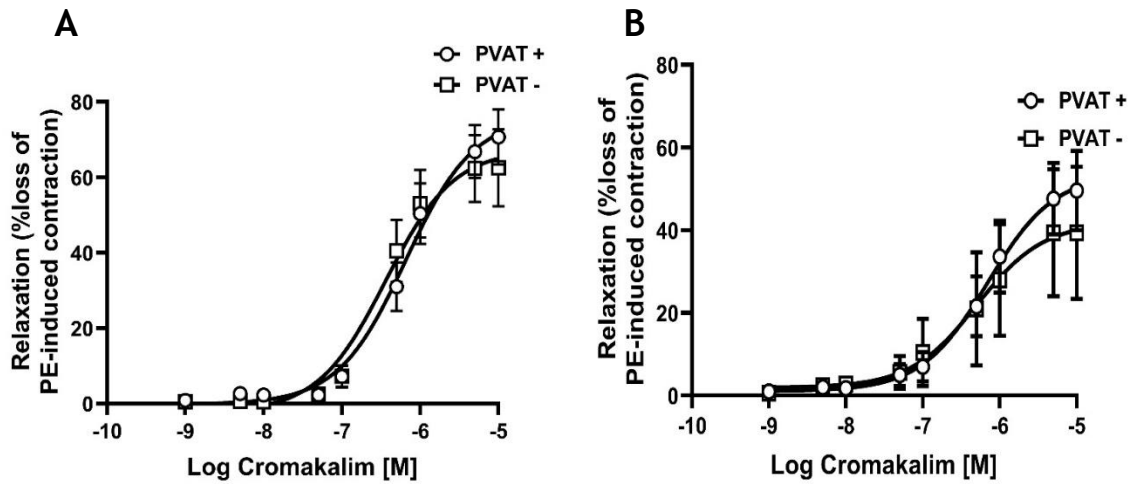 A
PVAT +
PVAT -
Relaxation (%loss of
PE-induced contraction)
80
60
40
20
0
-10 -9 -8 -7 -6 -5
Log Cromakalim [M]
B
PVAT +
PVAT -
Relaxation (%loss of
PE-induced contraction)
80
60
40
20
0
-10 -9 -8 -7 -6 -5
Log Cromakalim [M]